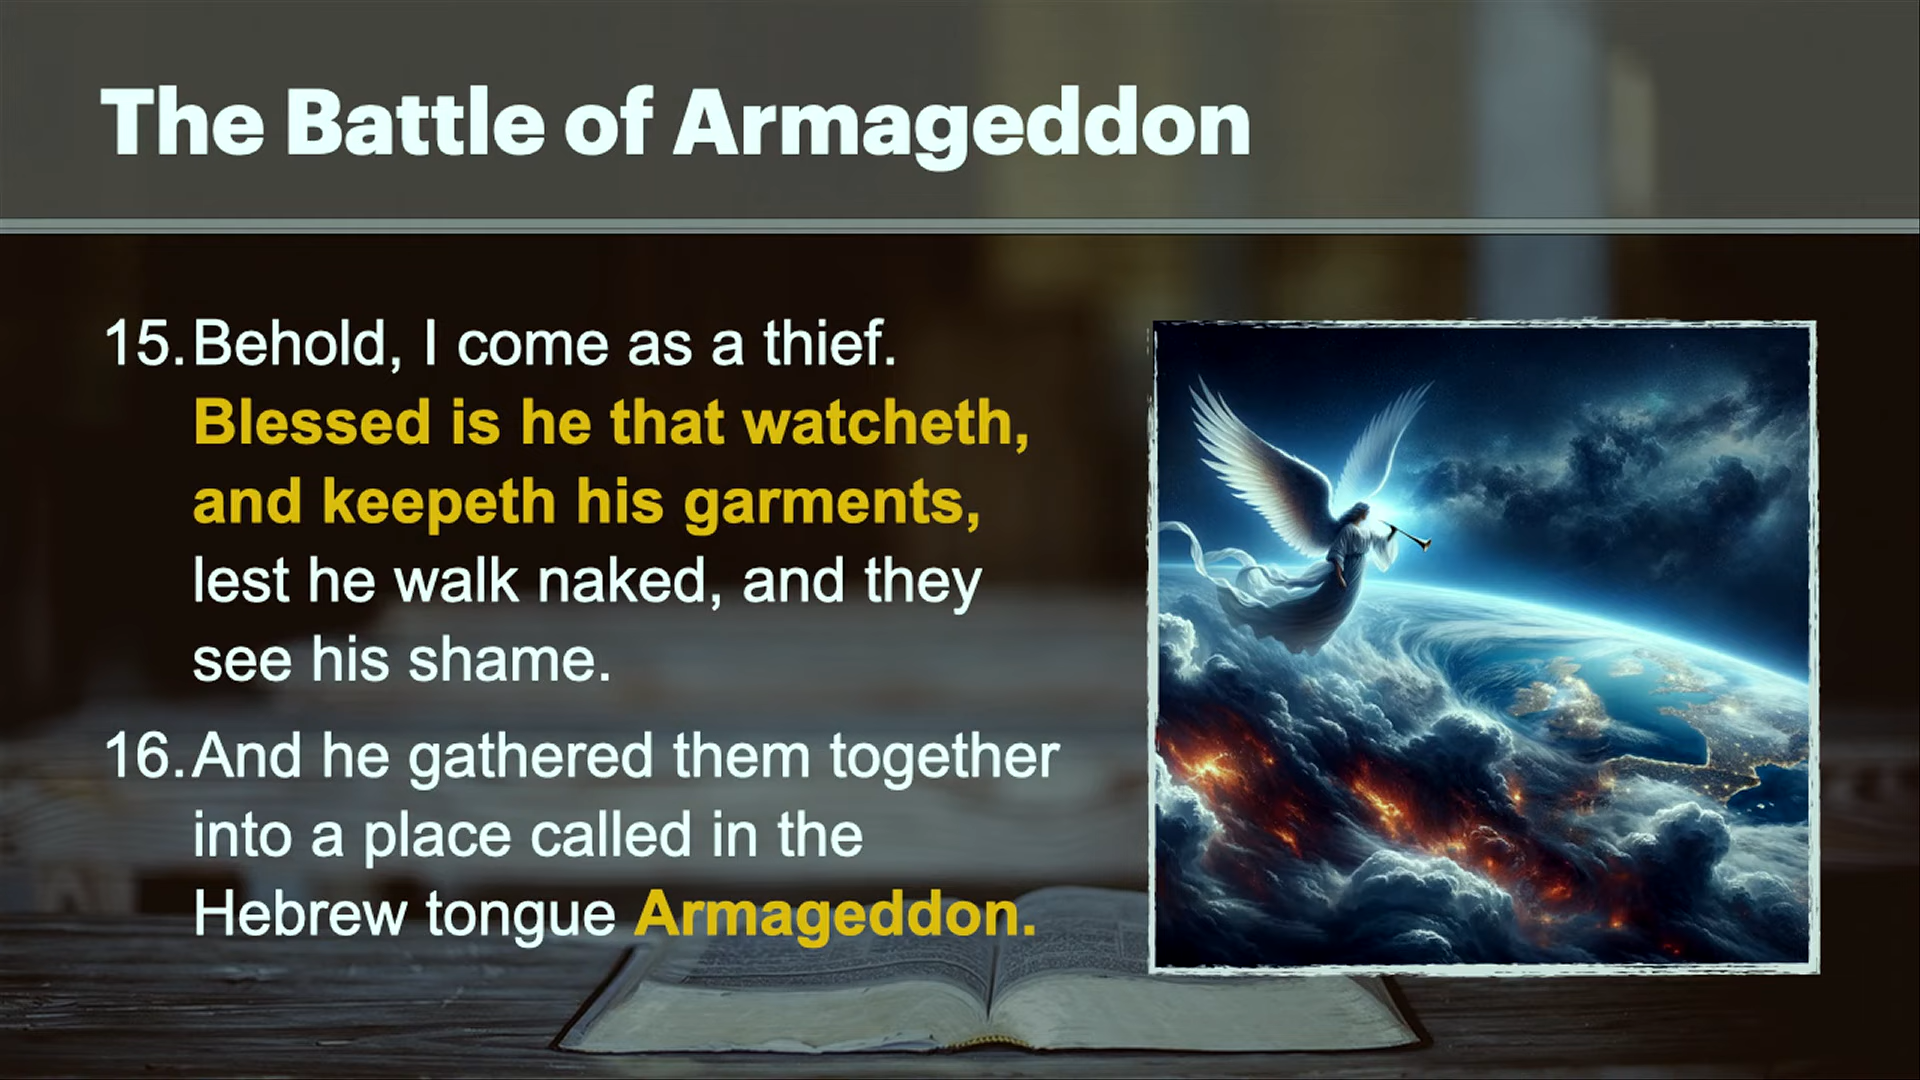 The Battle of Armageddon
15. Behold, I come as a thief.
Blessed is he that watcheth,
and keepeth his garments,
lest he walk naked, and they
see his shame.
16. And he gathered them together
into a place called in the
Hebrew tongue Armageddon.